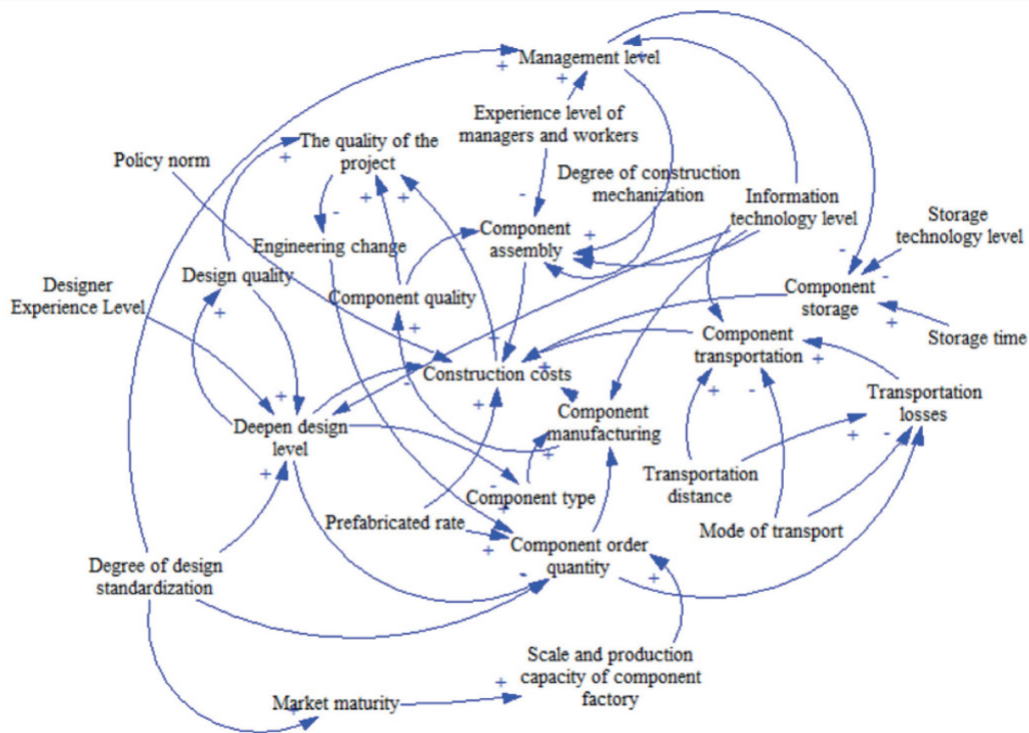 Management level
Experience level of
managers and workers
The quality of the
project
Policy norm
Degree of construction
mechanization
Information
technology level
Storage
technology level
Component
assembly
Engineering change
Design quality
Designer
Experience Level
Component quality
Component
storage
Component
transportation
Storage time
Construction costs
Transportation
losses
Component
manufacturing
Deepen design
level
Transportation
distance
Component type
Prefabricated rate
Mode of transport
Component order
quantity
Degree of design
standardization
Scale and production
capacity of component
factory
Market maturity